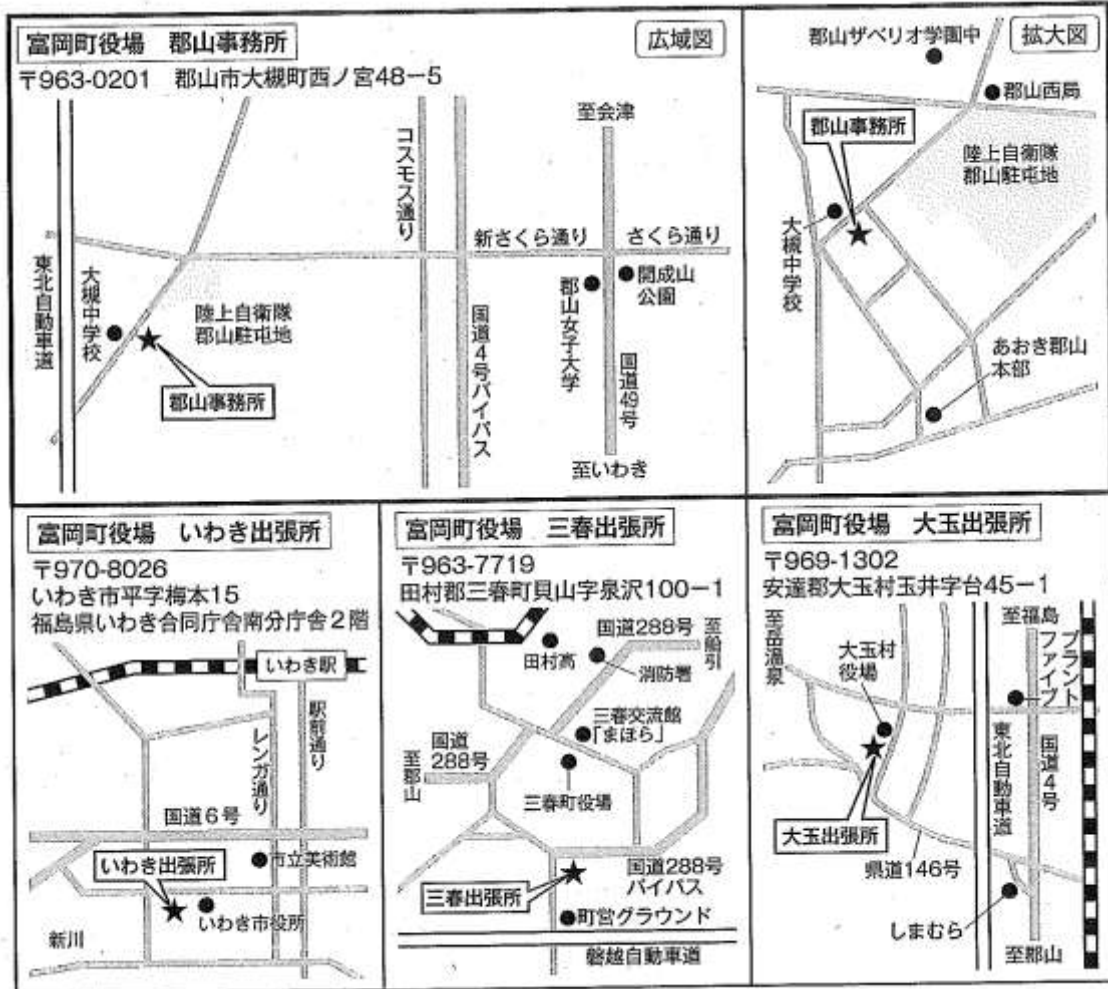 富岡町役場　郡山事務所
広域図
〒963-0201　郡山市大槻町西ノ宮48－5
至会津
コスモス通り
新さくら通り
さくら通り
東北自動車道
大槻中学校
陸上自衛隊
郡山駐屯地
郡山事務所
国道4号バイパス
郡山女子大学
開成山
公園
国道49号
至いわき
拡大図
郡山ザベリオ学園中
郡山西局
郡山事務所
陸上自衛隊
郡山駐屯地
大槻中学校
あおき郡山
本部
富岡町役場　いわき出張所
〒970-8026
いわき市平字梅本15
福島県いわき合同庁舎南分庁舎２階
いわき駅
駅前通り
レンガ通り
国道６号
いわき出張所
市立美術館
いわき市役所
新川
富岡町役場　三春出張所
〒963-7719
田村郡三春町貝山字泉沢100－1
国道288号
至船引
田村高
消防署
三春交流館
「まほら」
国道
288号
至郡山
三春町役場
国道288号
バイパス
三春出張所
町営グラウンド
磐越自動車道
富岡町役場　大玉出張所
〒969-1302
安達郡大玉村玉井字台45－1
至岳温泉
大玉村
役場
至福島
プラント
ファイブ
東北自動車道
国道4号
大玉出張所
県道146号
しまむら
至郡山